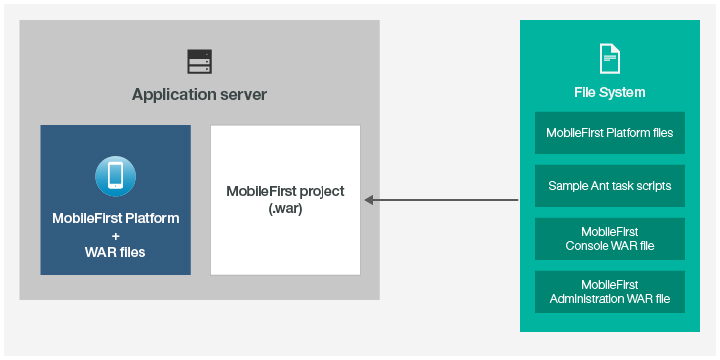 Application server
MobileFirst Platform
+
WAR files
MobileFirst project
(.war)
File System
MobileFirst Platform files
Sample Ant task scripts
MobileFirst
Console WAR file
MobileFirst
Administration WAR file